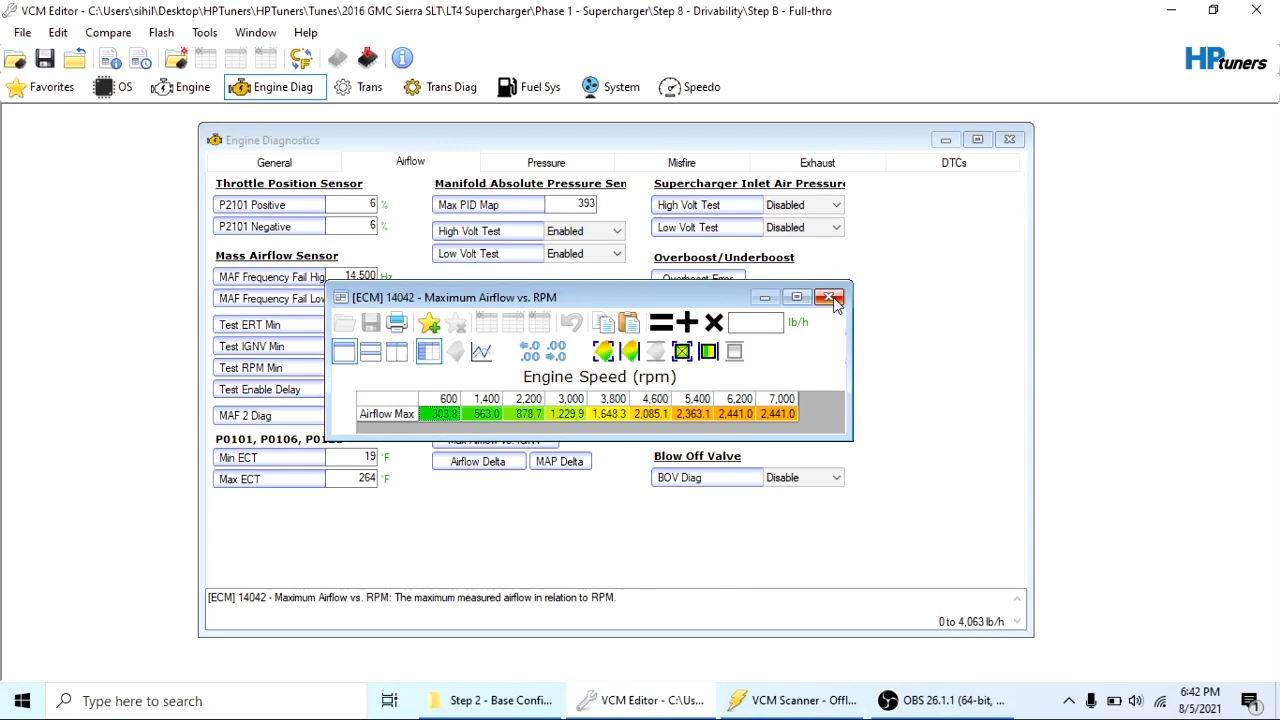 VCM Editor - C:\Users\sihil\Desktop\HPTuners\HPTuners\Tunes\2016 GMC Sierra SLT\LT4 Supercharger\Phase 1 - Supercharger\Step 8 - Drivability\Step B - Full-thro
File Edit Compare Flash Tools Window Help
HPtuners
Favorites OS Engine Engine Diag Trans Trans Diag Fuel Sys System Speedo
Engine Diagnostics
General Airflow Pressure Misfire Exhaust DTCs
Throttle Position Sensor Manifold Absolute Pressure Sen Supercharger Inlet Air Pressure
P2101 Positive 6 % Max PID Map 393 High Volt Test Disabled
P2101 Negative 6 % High Volt Test Enabled Low Volt Test Disabled
Low Volt Test Enabled
Mass Airflow Sensor Overboost/Underboost
MAF Frequency Fail Hig 14,500 Hz Overboost Error
MAF Frequency Fail Low
[ECM] 14042 - Maximum Airflow vs. RPM
lb/h
Engine Speed (rpm)
600 1,400 2,200 3,000 3,800 4,600 5,400 6,200 7,000
Airflow Max 303.8 563.0 878.7 1,229.9 1,648.3 2,085.1 2,363.1 2,441.0 2,441.0
Test ERT Min
Test IGNV Min
Test RPM Min
Test Enable Delay
MAF 2 Diag
P0101, P0106, P0121
Max Airflow vs. IGNV
Min ECT 19 °F Airflow Delta MAP Delta Blow Off Valve
Max ECT 264 °F BOV Diag Disable
[ECM] 14042 - Maximum Airflow vs. RPM: The maximum measured airflow in relation to RPM.
0 to 4,063 lb/h
Type here to search
Step 2 - Base Confi...
VCM Editor - C:\Us...
VCM Scanner - Offl...
OBS 26.1.1 (64-bit, ...
6:42 PM
8/5/2021
1